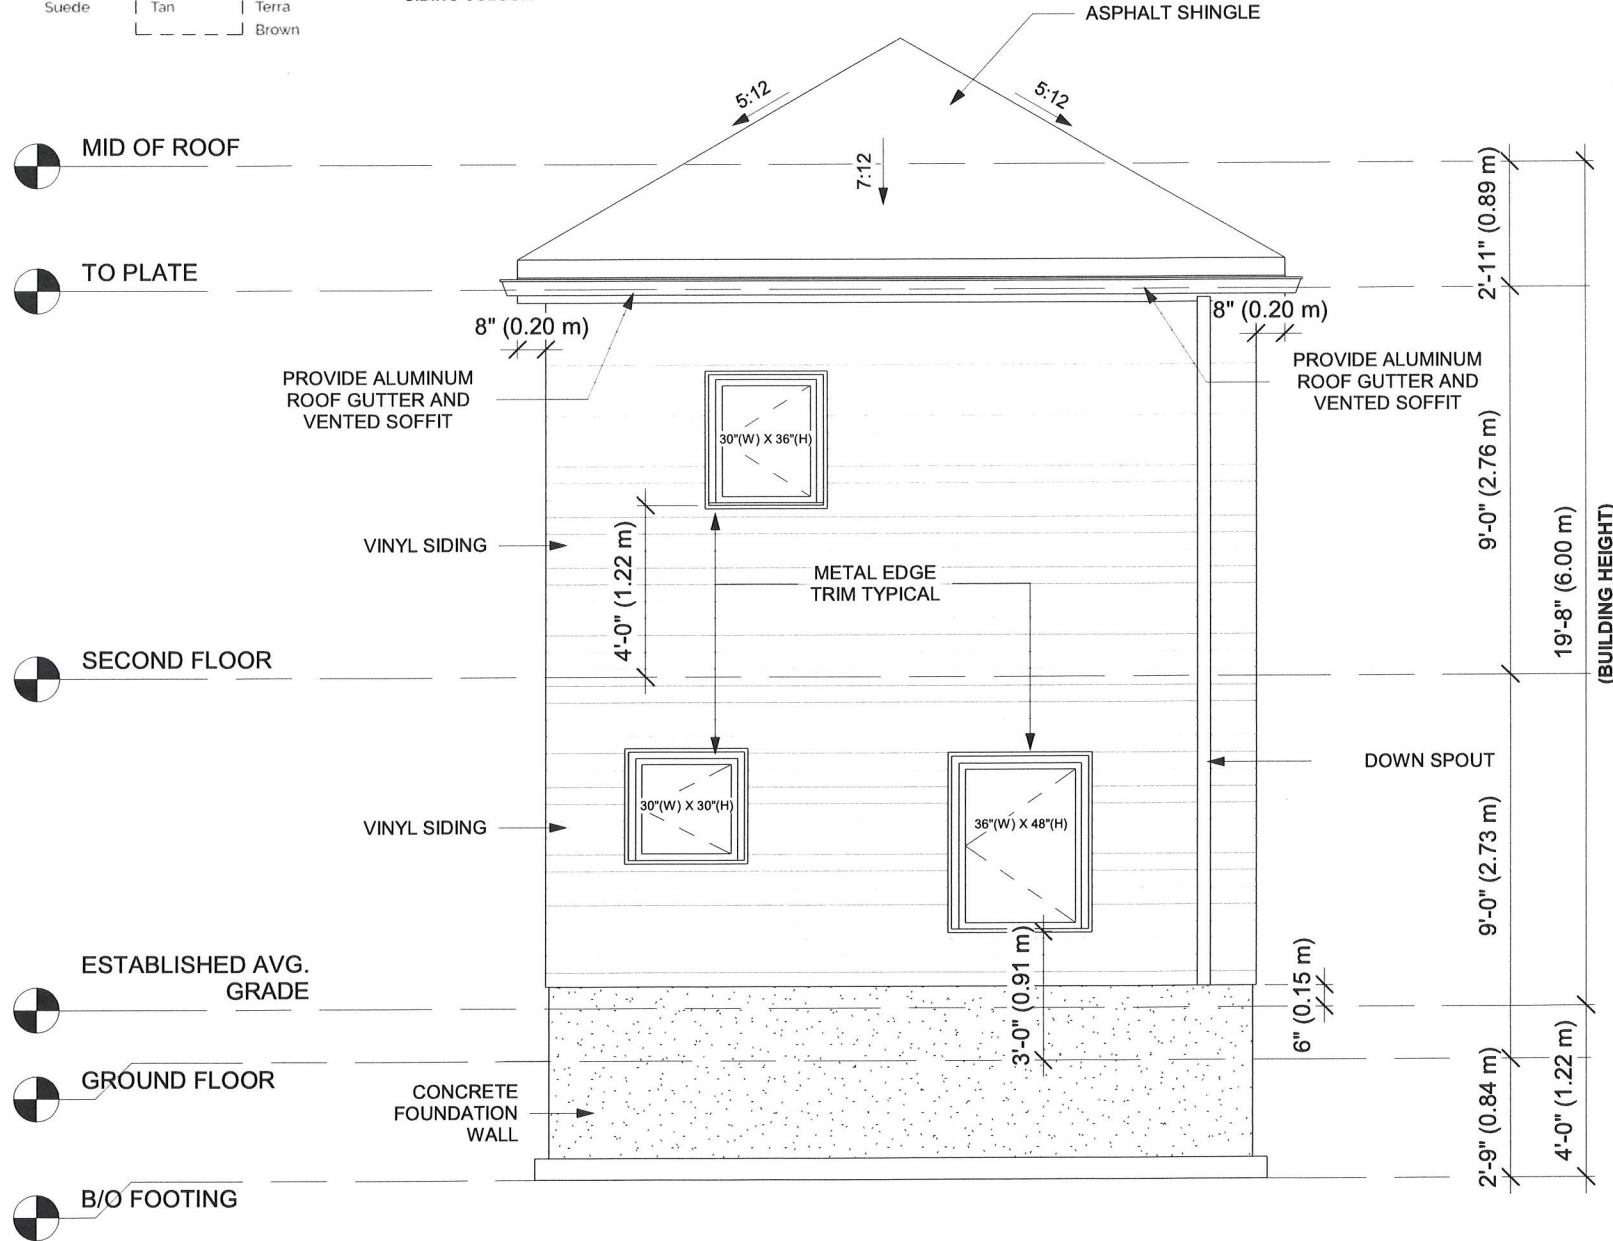 Suede
Tan
Terra
Brown
ASPHALT SHINGLE
5:12
5:12
7:12
MID OF ROOF
2'-11" (0.89 m)
TO PLATE
8" (0.20 m)
8" (0.20 m)
PROVIDE ALUMINUM
ROOF GUTTER AND
VENTED SOFFIT
PROVIDE ALUMINUM
ROOF GUTTER AND
VENTED SOFFIT
30"(W) X 36"(H)
9'-0" (2.76 m)
VINYL SIDING
4'-0" (1.22 m)
METAL EDGE
TRIM TYPICAL
19'-8" (6.00 m)
(BUILDING HEIGHT)
SECOND FLOOR
DOWN SPOUT
30"(W) X 30"(H)
36"(W) X 48"(H)
VINYL SIDING
9'-0" (2.73 m)
ESTABLISHED AVG.
GRADE
3'-0" (0.91 m)
6" (0.15 m)
GROUND FLOOR
CONCRETE
FOUNDATION
WALL
2'-9" (0.84 m)
4'-0" (1.22 m)
B/O FOOTING